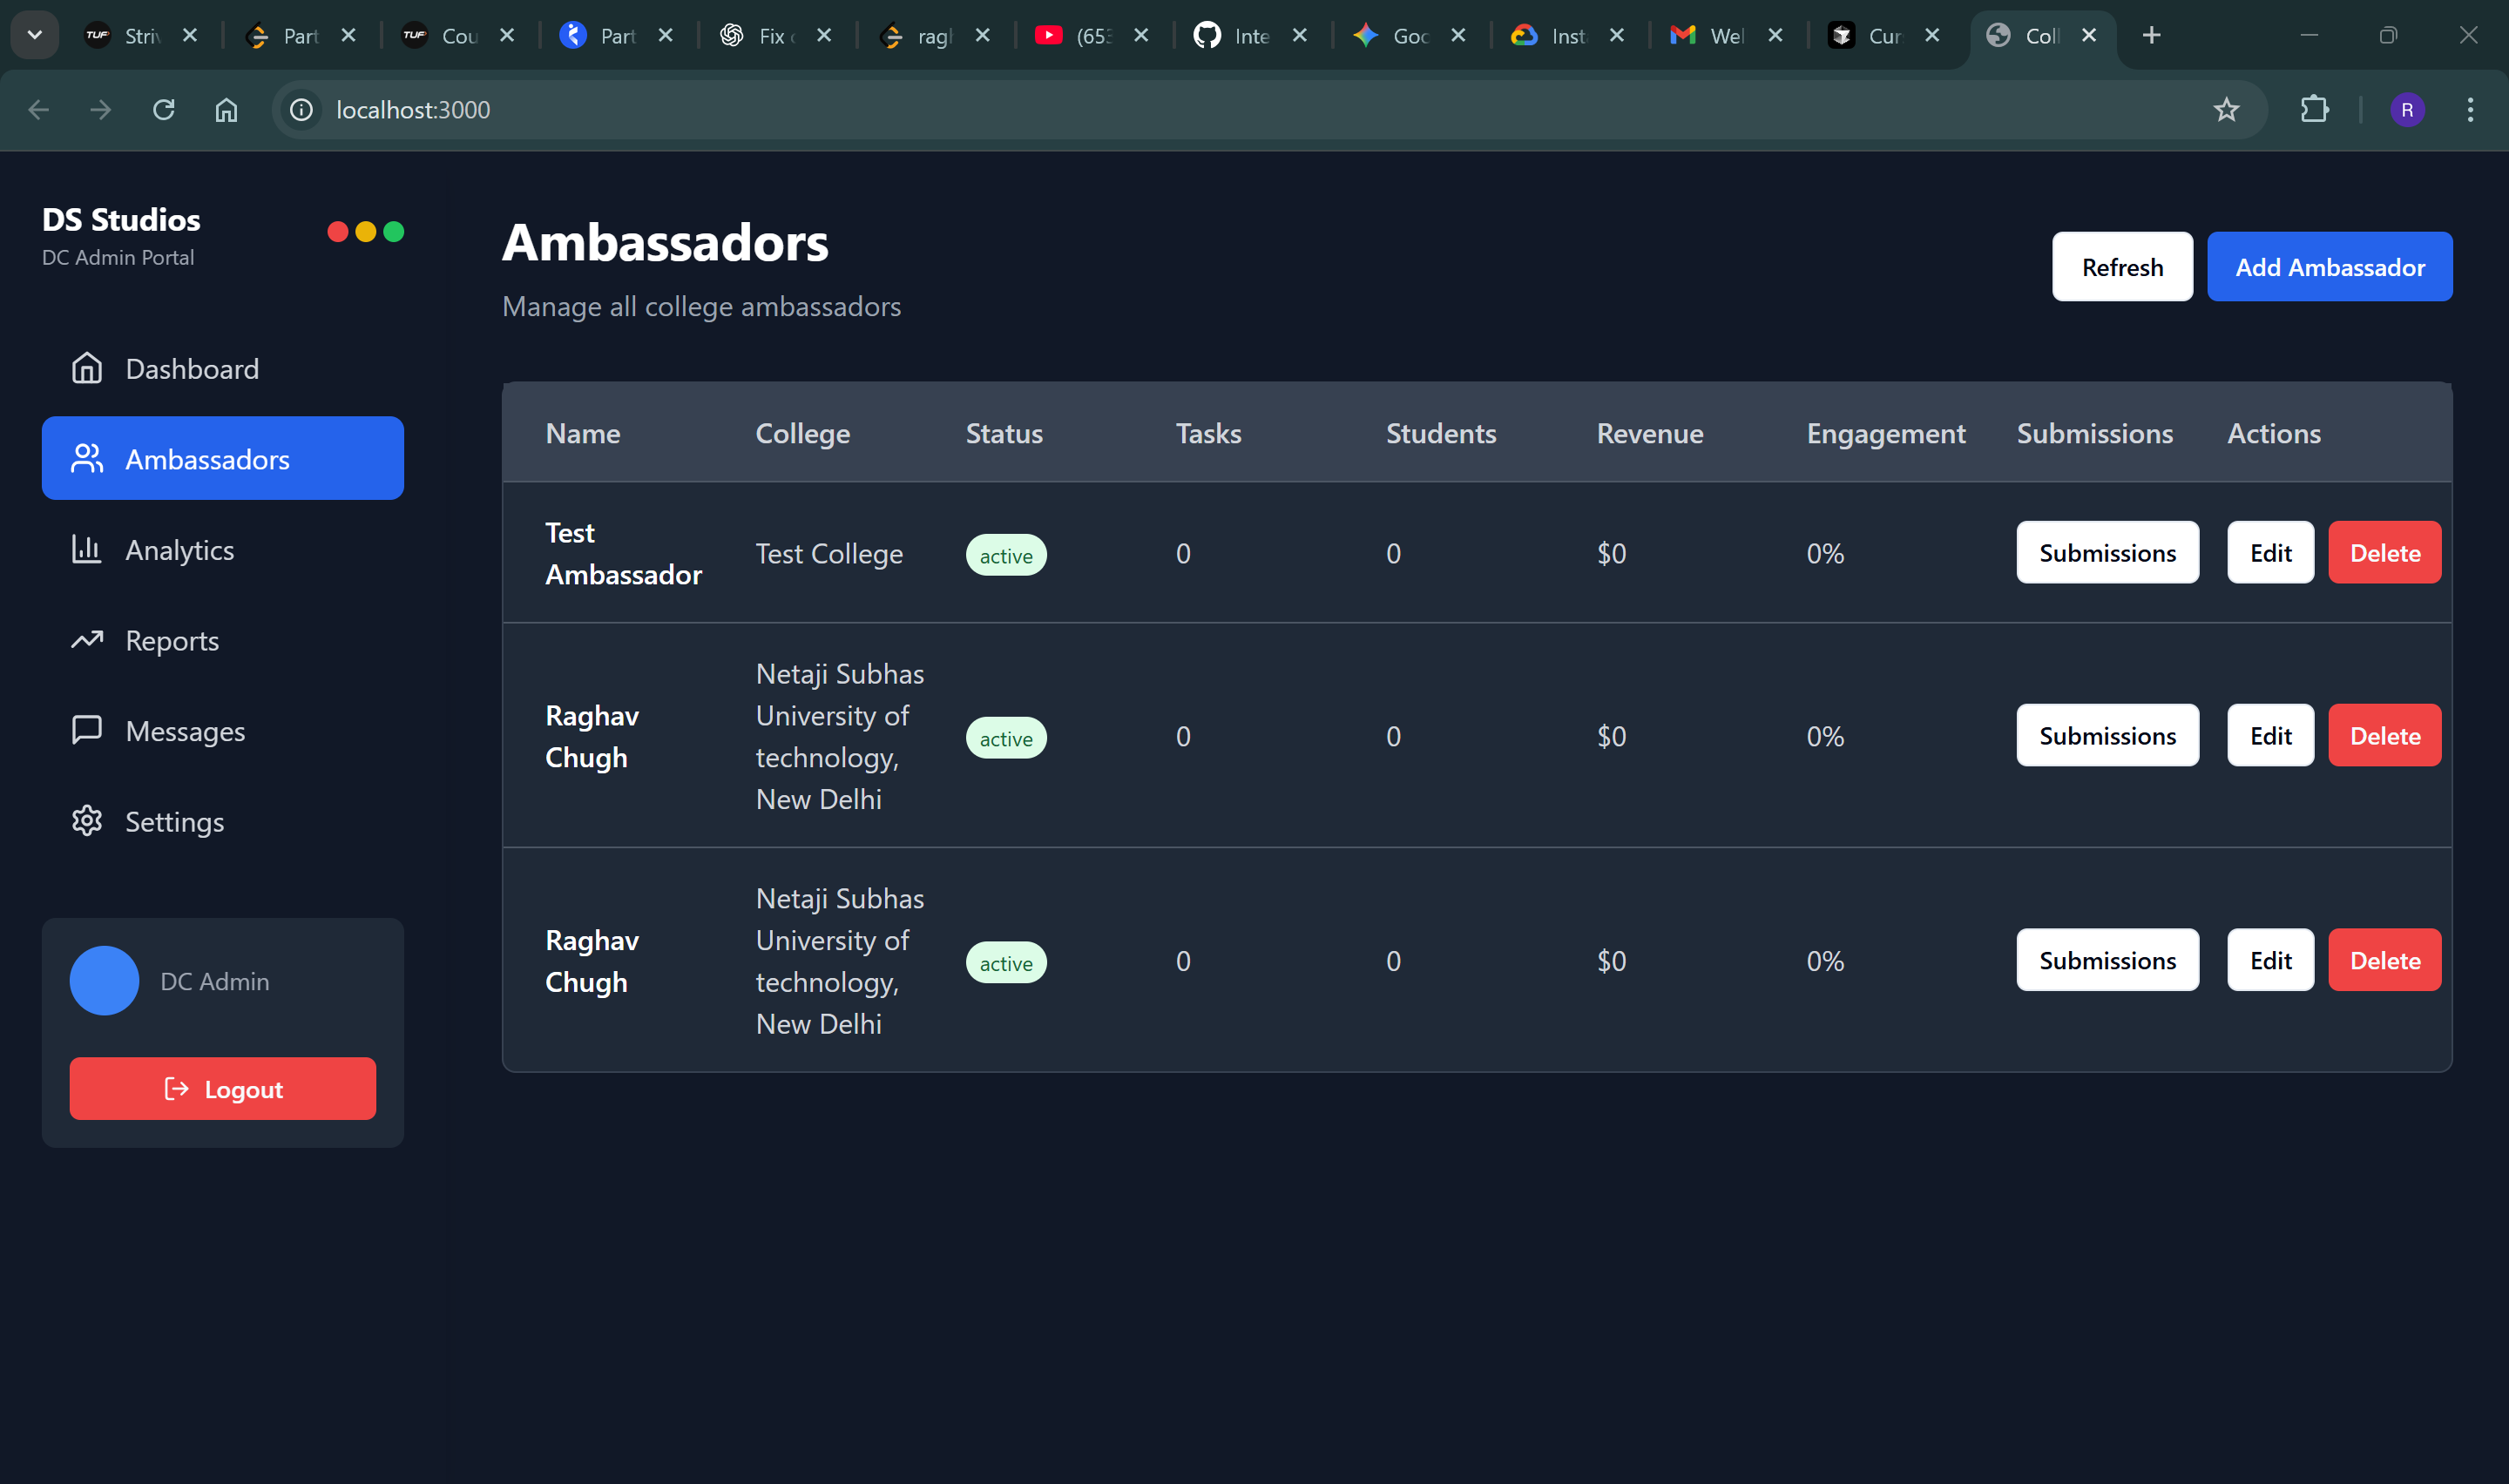 Striv
Part
TUF
Cou
Part
Fix
(653
Inte
Goo
Inst
Wel
Cur
Coll
localhost:3000
R
DS Studios
DC Admin Portal
Dashboard
Ambassadors
Analytics
Reports
Messages
Settings
DC Admin
Logout
Ambassadors
Manage all college ambassadors
Refresh
Add Ambassador
Name College Status Tasks Students Revenue Engagement Submissions Actions
Test
Ambassador
Test College
active
0
0
$0
0%
Submissions
Edit
Delete
Raghav
Chugh
Netaji Subhas
University of
technology,
New Delhi
active
0
0
$0
0%
Submissions
Edit
Delete
Raghav
Chugh
Netaji Subhas
University of
technology,
New Delhi
active
0
0
$0
0%
Submissions
Edit
Delete